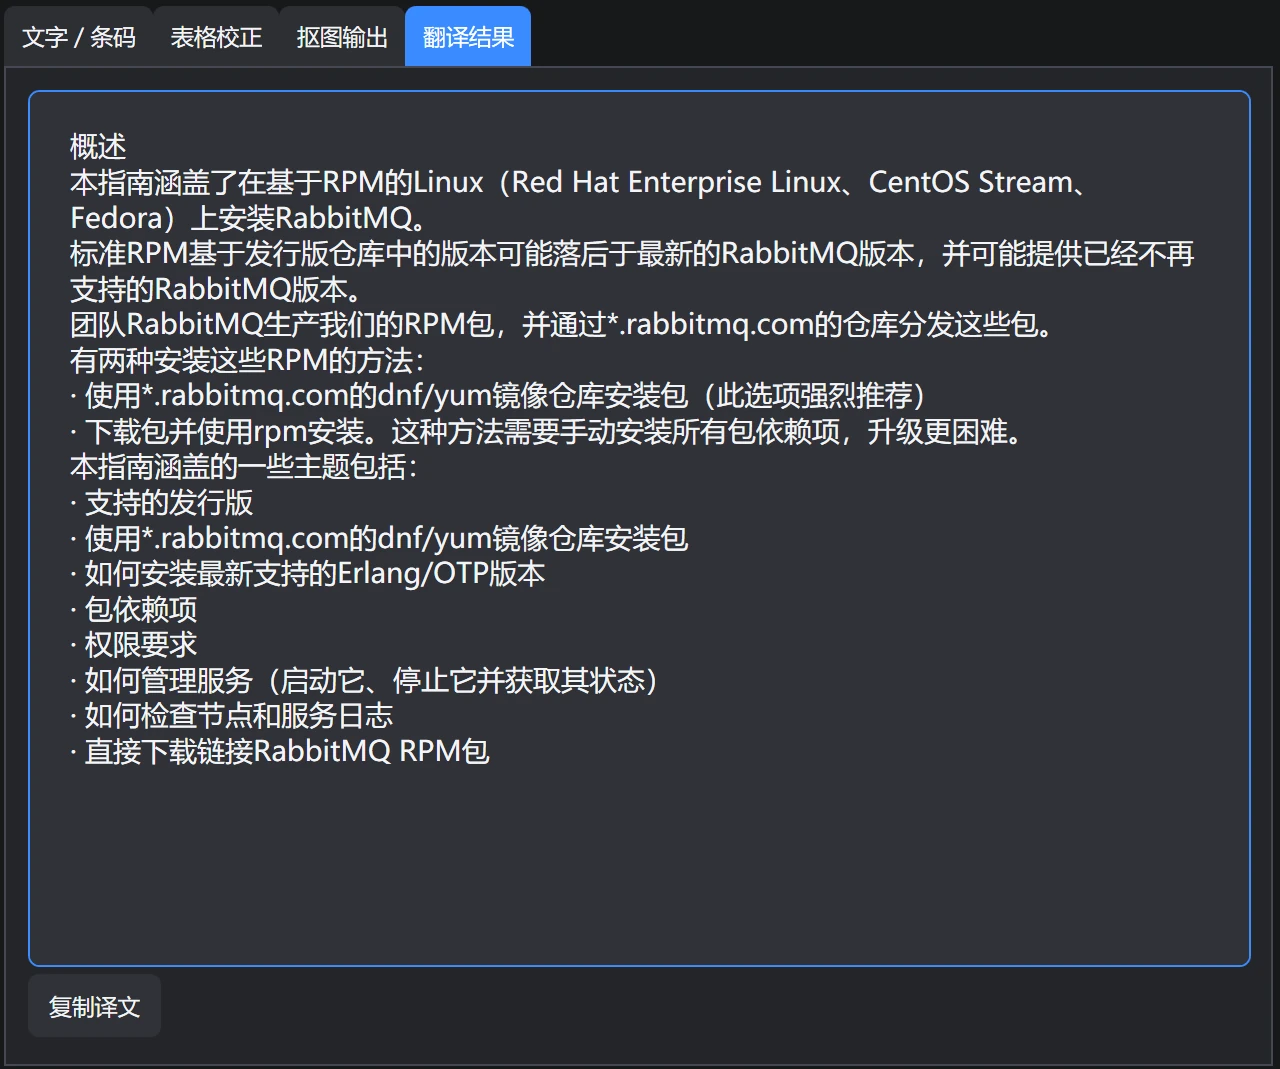 文字 / 条码
表格校正
抠图输出
翻译结果
概述
本指南涵盖了在基于RPM的Linux（Red Hat Enterprise Linux、CentOS Stream、
Fedora）上安装RabbitMQ。
标准RPM基于发行版仓库中的版本可能落后于最新的RabbitMQ版本，并可能提供已经不再
支持的RabbitMQ版本。
团队RabbitMQ生产我们的RPM包，并通过*.rabbitmq.com的仓库分发这些包。
有两种安装这些RPM的方法：
· 使用*.rabbitmq.com的dnf/yum镜像仓库安装包（此选项强烈推荐）
· 下载包并使用rpm安装。这种方法需要手动安装所有包依赖项，升级更困难。
本指南涵盖的一些主题包括：
· 支持的发行版
· 使用*.rabbitmq.com的dnf/yum镜像仓库安装包
· 如何安装最新支持的Erlang/OTP版本
· 包依赖项
· 权限要求
· 如何管理服务（启动它、停止它并获取其状态）
· 如何检查节点和服务日志
· 直接下载链接RabbitMQ RPM包
复制译文